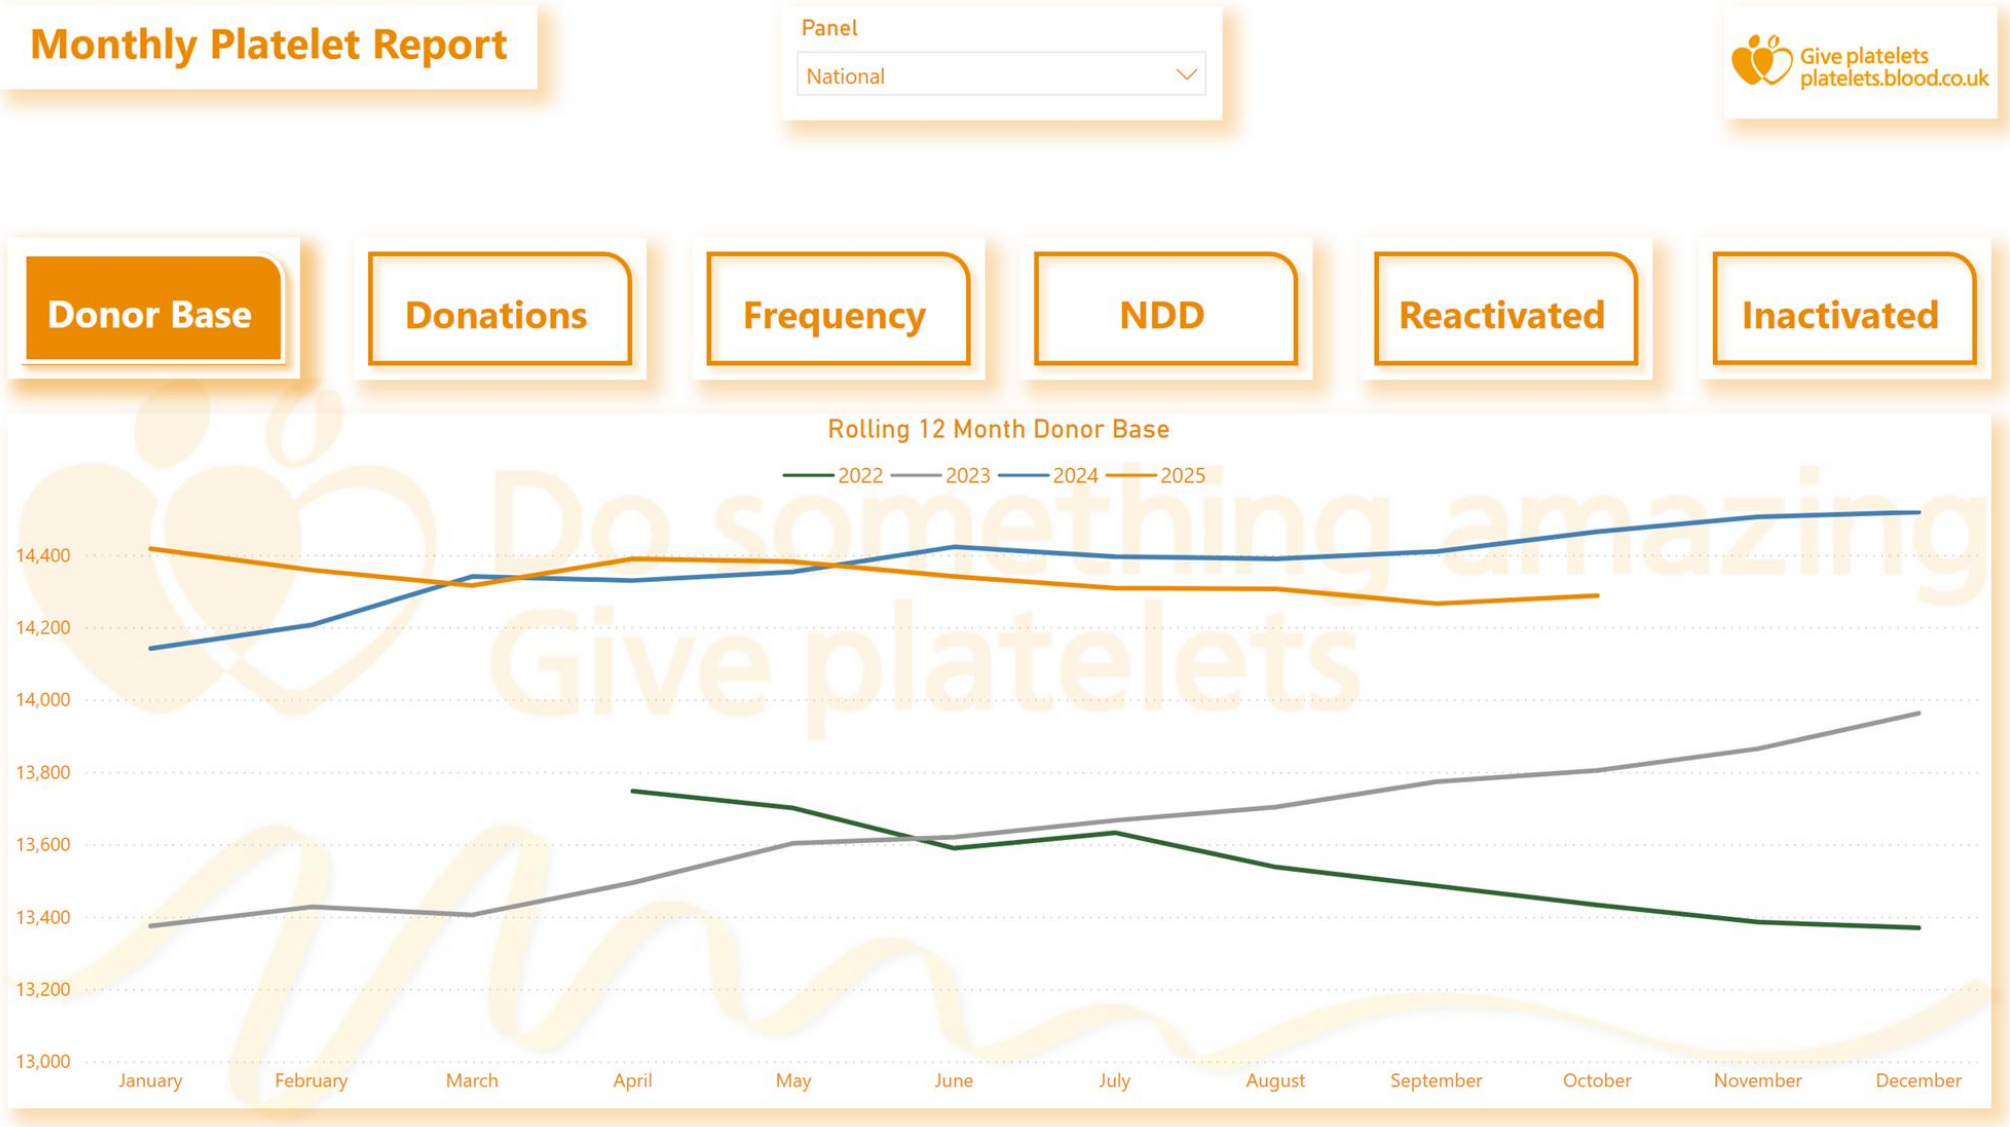 Monthly Platelet Report
Panel
National
Give platelets
platelets.blood.co.uk
Donor Base
Donations
Frequency
NDD
Reactivated
Inactivated
Rolling 12 Month Donor Base
2022 2023 2024 2025
Do something amazing
Give platelets
14,400
14,200
14,000
13,800
13,600
13,400
13,200
13,000
January February March April May June July August September October November December